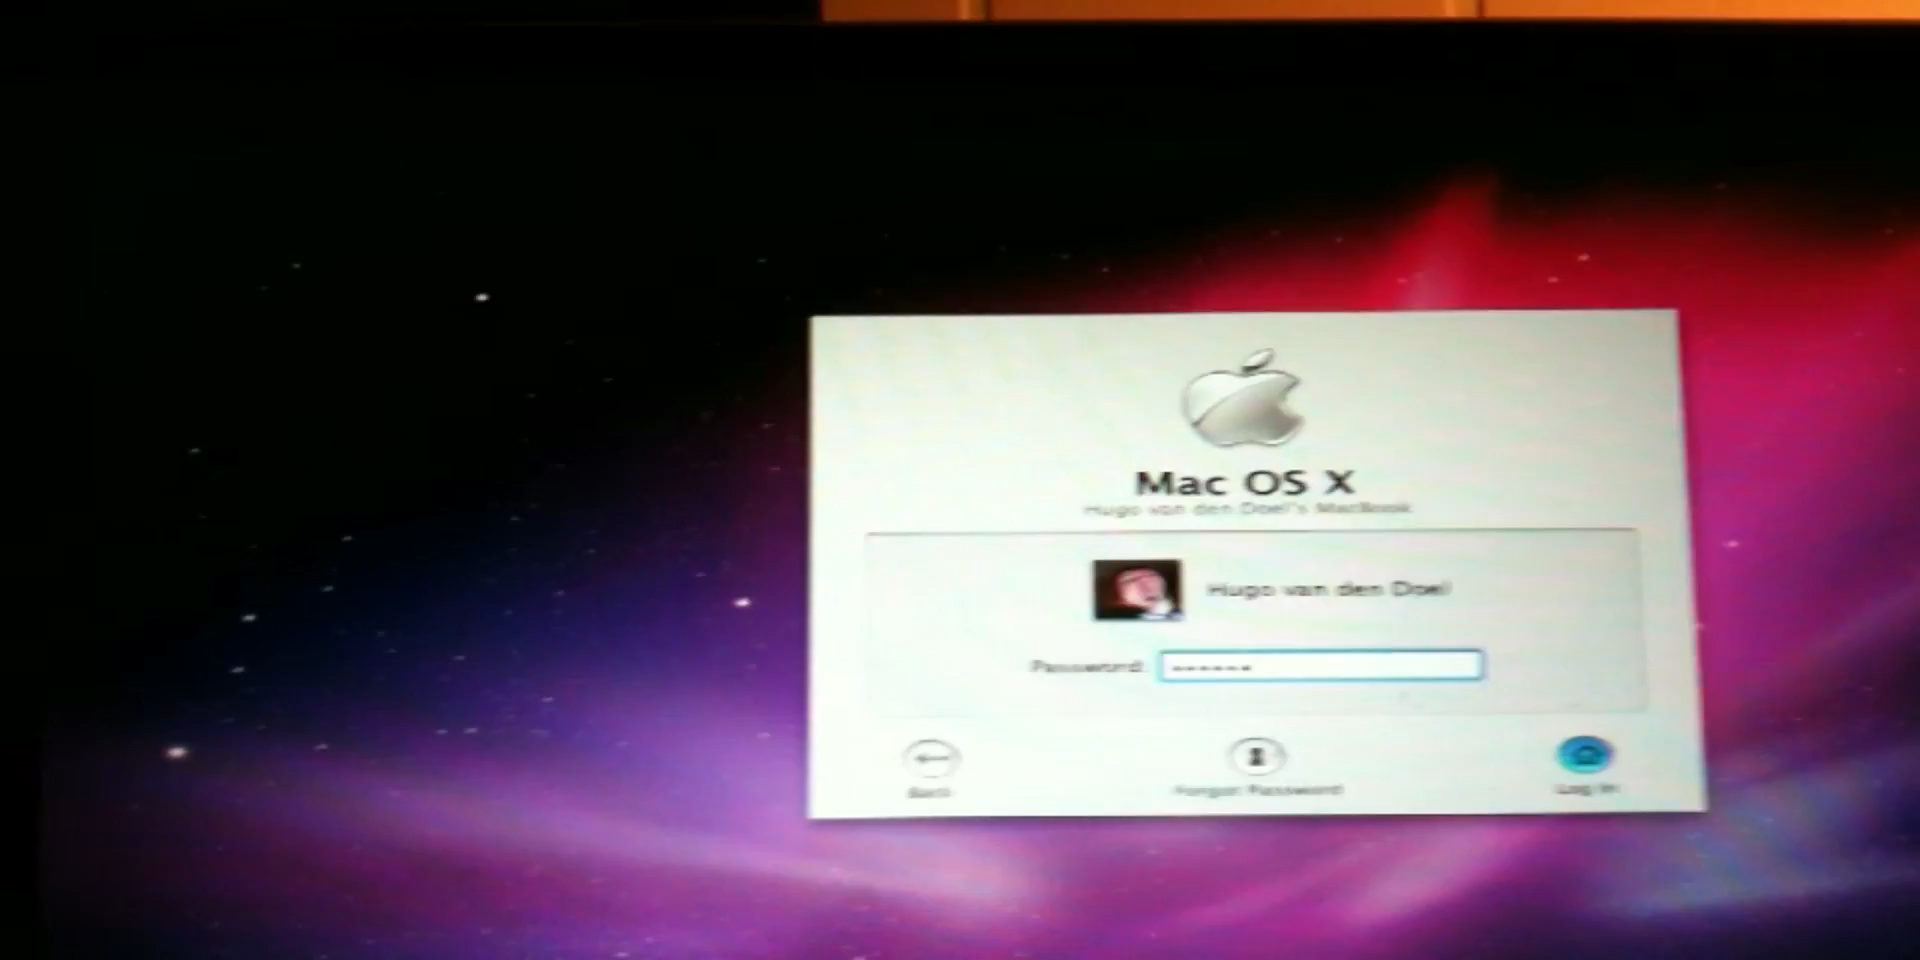 Mac OS X
Hugo van den Doel's MacBook
Hugo van den Doel
Password:
Back
Forgot Password
Log In